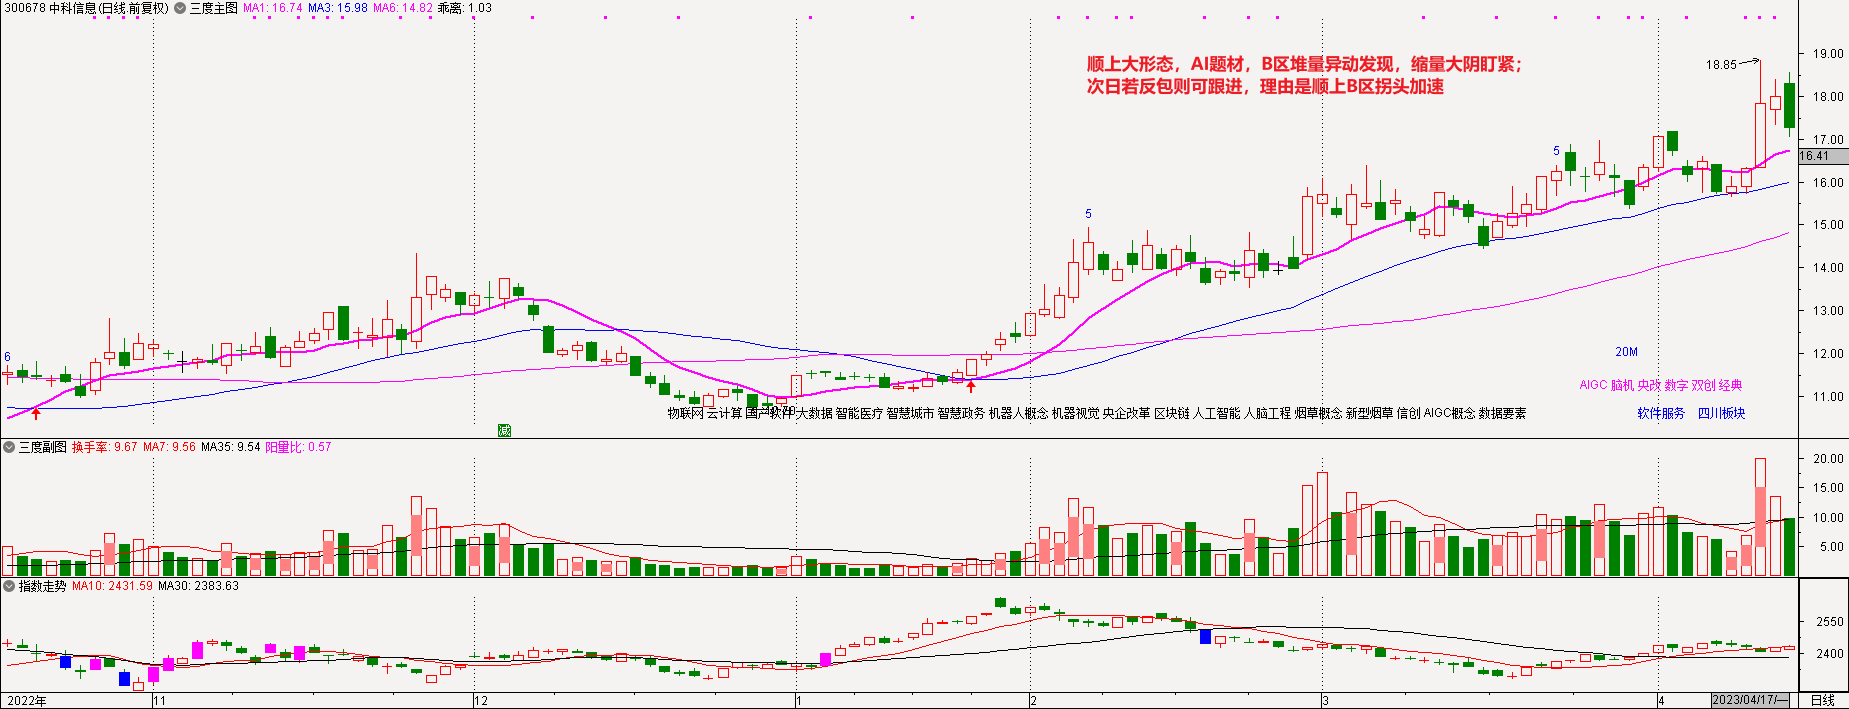 300678 中科信息(日线.前复权) 三度主图 MA1: 16.74 MA3: 15.98 MA6: 14.82 乖离: 1.03
顺上大形态，AI题材，B区堆量异动发现，缩量大阴盯紧；
次日若反包则可跟进，理由是顺上B区拐头加速
18.85
19.00
18.00
17.00
16.41
16.00
15.00
14.00
13.00
12.00
11.00
6
5
5
20M
AIGC 脑机 央改 数字 双创 经典
物联网 云计算 国产软件 大数据 智能医疗 智慧城市 智慧政务 机器人概念 机器视觉 央企改革 区块链 人工智能 人脑工程 烟草概念 新型烟草 信创 AIGC概念 数据要素
软件服务 四川板块
减
三度副图 换手率: 9.67 MA7: 9.56 MA35: 9.54 阳量比: 0.57
20.00
15.00
10.00
5.00
指数走势 MA10: 2431.59 MA30: 2383.63
2550
2400
2022年 11 12 1 2 3 4 2023/04/17/一 日线